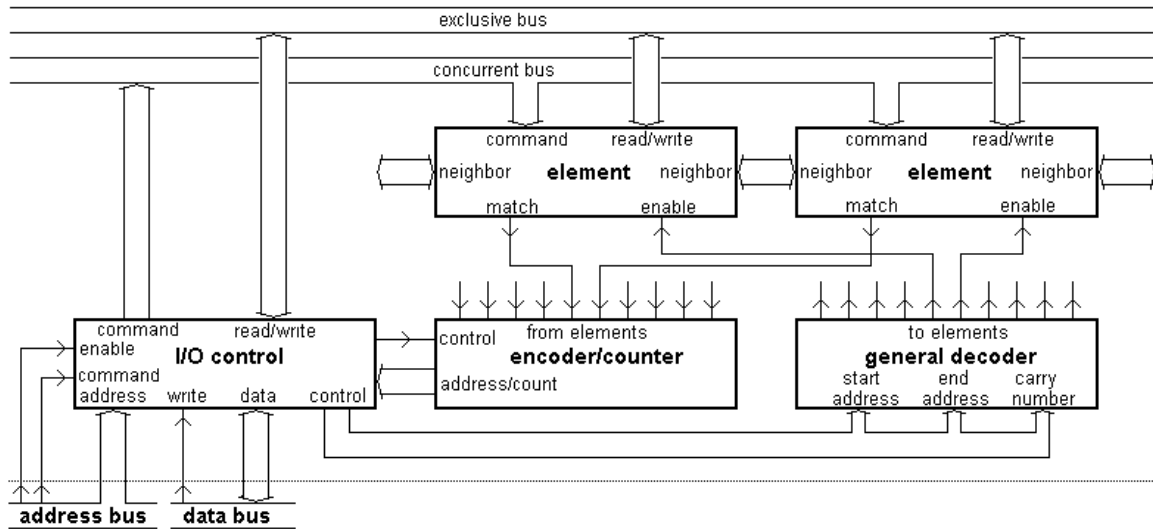 exclusive bus
concurrent bus
command read/write
neighbor element neighbor
match enable
command read/write
neighbor element neighbor
match enable
command read/write
enable I/O control
command
address write data control
from elements
control encoder/counter
address/count
to elements
general decoder
start address
end address
carry number
address bus
data bus